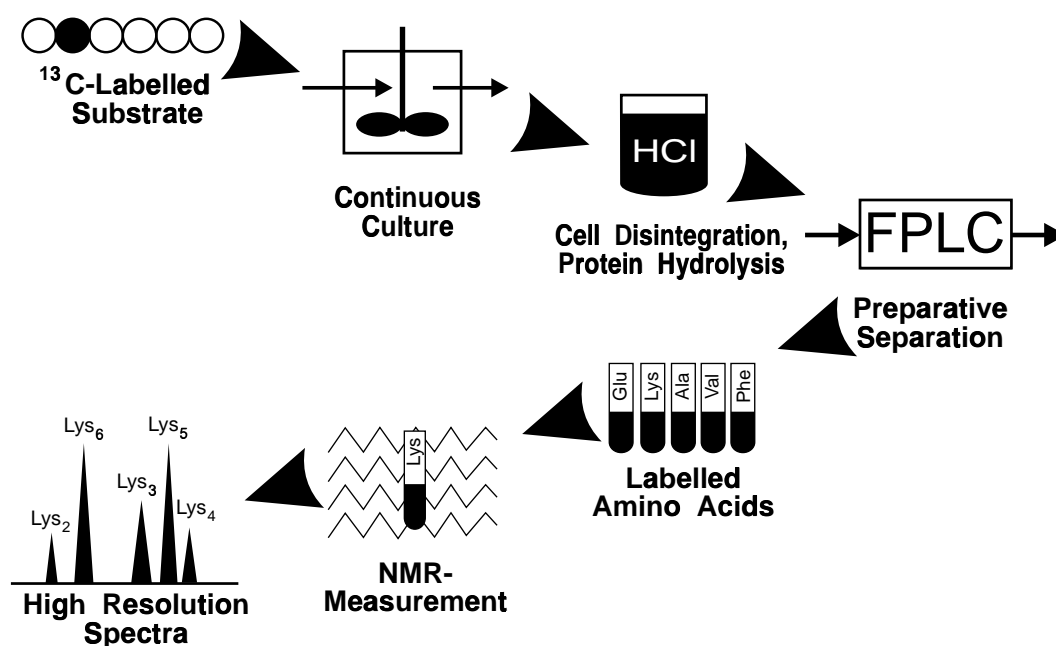 ¹³C-Labelled
Substrate
Continuous
Culture
HCl
Cell Disintegration,
Protein Hydrolysis
FPLC
Preparative
Separation
Glu
Lys
Ala
Val
Phe
Labelled
Amino Acids
Lys
NMR-
Measurement
Lys₆
Lys₅
Lys₃
Lys₄
Lys₂
High Resolution
Spectra